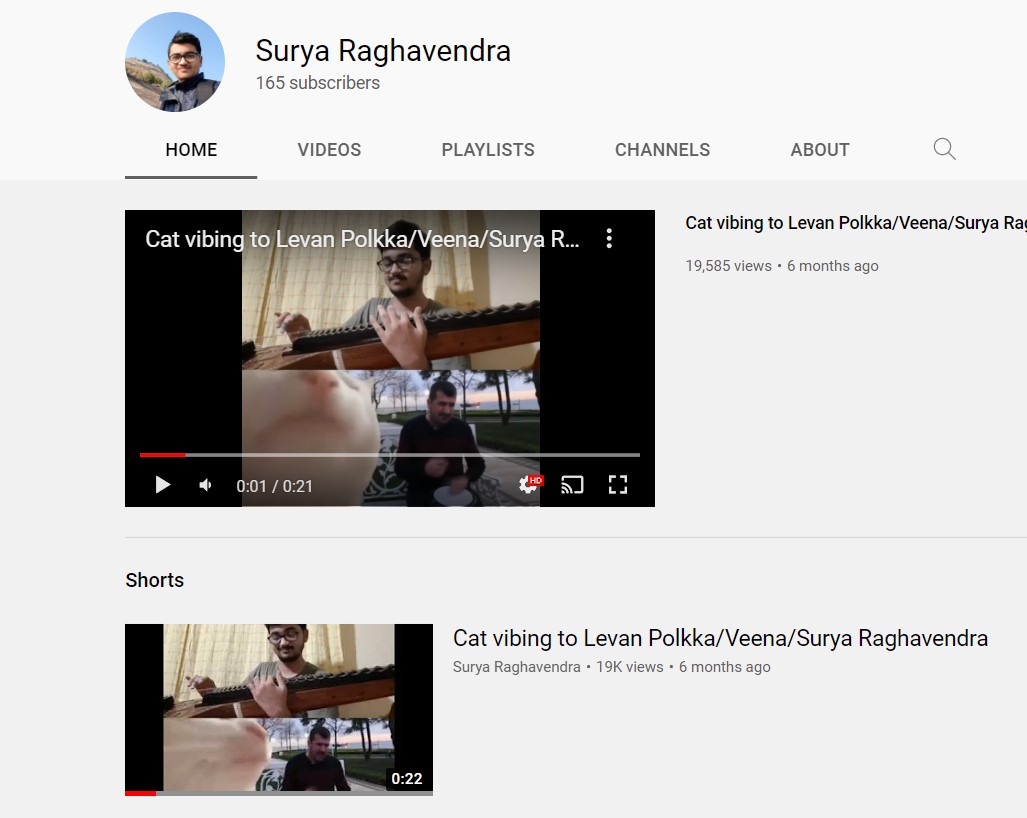 Surya Raghavendra
165 subscribers
HOME VIDEOS PLAYLISTS CHANNELS ABOUT
Cat vibing to Levan Polkka/Veena/Surya R...
0:01 / 0:21
HD
Cat vibing to Levan Polkka/Veena/Surya Rag
19,585 views • 6 months ago
Shorts
0:22
Cat vibing to Levan Polkka/Veena/Surya Raghavendra
Surya Raghavendra • 19K views • 6 months ago